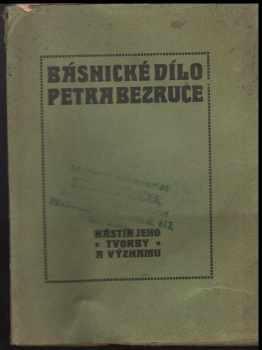 BÁSNICKÉ DÍLO
PETRA BEZRUČE
NÁSTIN JEHO
• TVORBY •
A VÝZNAMU